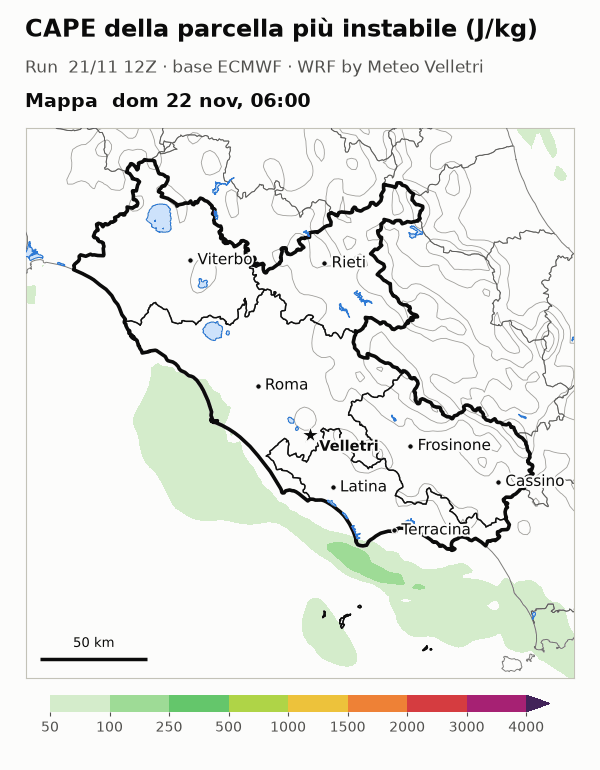 CAPE della parcella più instabile (J/kg)
Run  21/11 12Z · base ECMWF · WRF by Meteo Velletri
Mappa  dom 22 nov, 06:00
Viterbo
Rieti
Roma
Velletri
Frosinone
Cassino
Latina
Terracina
50 km
50 100 250 500 1000 1500 2000 3000 4000